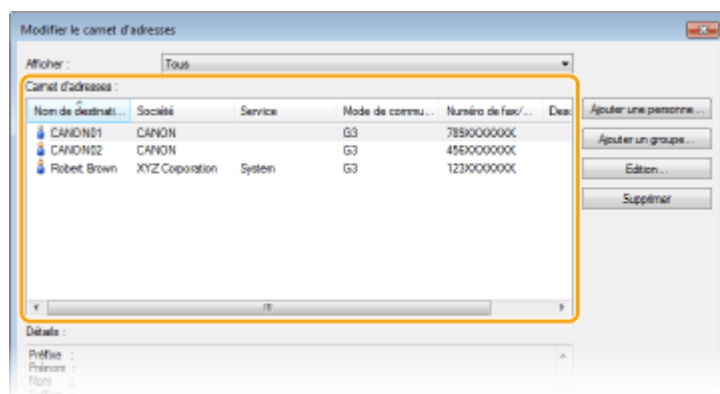 Modifier le carnet d'adresses
Afficher : Tous
Carnet d'adresses :
Nom de destinati... Société Service Mode de commu... Numéro de fax/... Desc
CANON01 CANON G3 789XXXXXXX
CANON02 CANON G3 456XXXXXXX
Robert Brown XYZ Corporation System G3 123XXXXXXX
Ajouter une personne...
Ajouter un groupe...
Edition...
Supprimer
Détails :
Préfixe :
Prénom :
Nom :